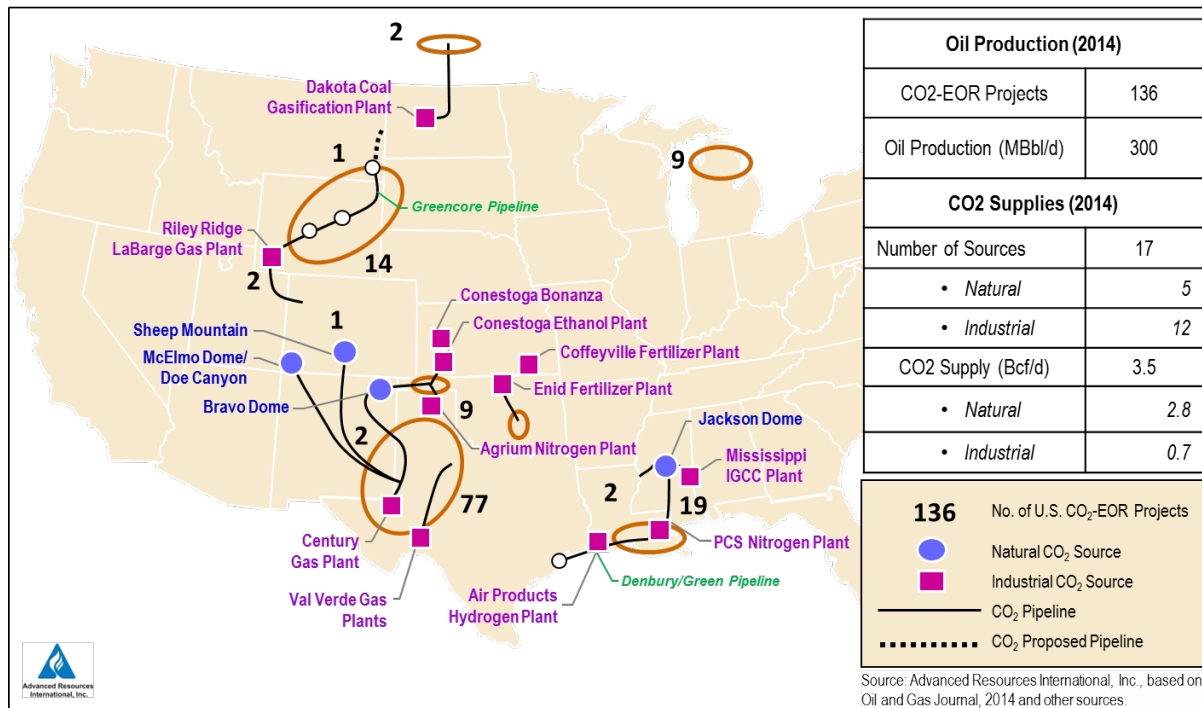 2
Dakota Coal
Gasification Plant
1
9
Greencore Pipeline
Riley Ridge
LaBarge Gas Plant
14
2
Conestoga Bonanza
1
Sheep Mountain
Conestoga Ethanol Plant
McElmo Dome/
Doe Canyon
Coffeyville Fertilizer Plant
Enid Fertilizer Plant
Bravo Dome
9
Jackson Dome
2
Agrium Nitrogen Plant
Mississippi
IGCC Plant
2
77
19
Century
Gas Plant
PCS Nitrogen Plant
Val Verde Gas
Plants
Air Products
Hydrogen Plant
Denbury/Green Pipeline
Advanced Resources
International, Inc.
Oil Production (2014)
CO2-EOR Projects 136
Oil Production (MBbl/d) 300
CO2 Supplies (2014)
Number of Sources 17
• Natural 5
• Industrial 12
CO2 Supply (Bcf/d) 3.5
• Natural 2.8
• Industrial 0.7
136 No. of U.S. CO₂-EOR Projects
Natural CO₂ Source
Industrial CO₂ Source
CO₂ Pipeline
CO₂ Proposed Pipeline
Source: Advanced Resources International, Inc., based on
Oil and Gas Journal, 2014 and other sources.